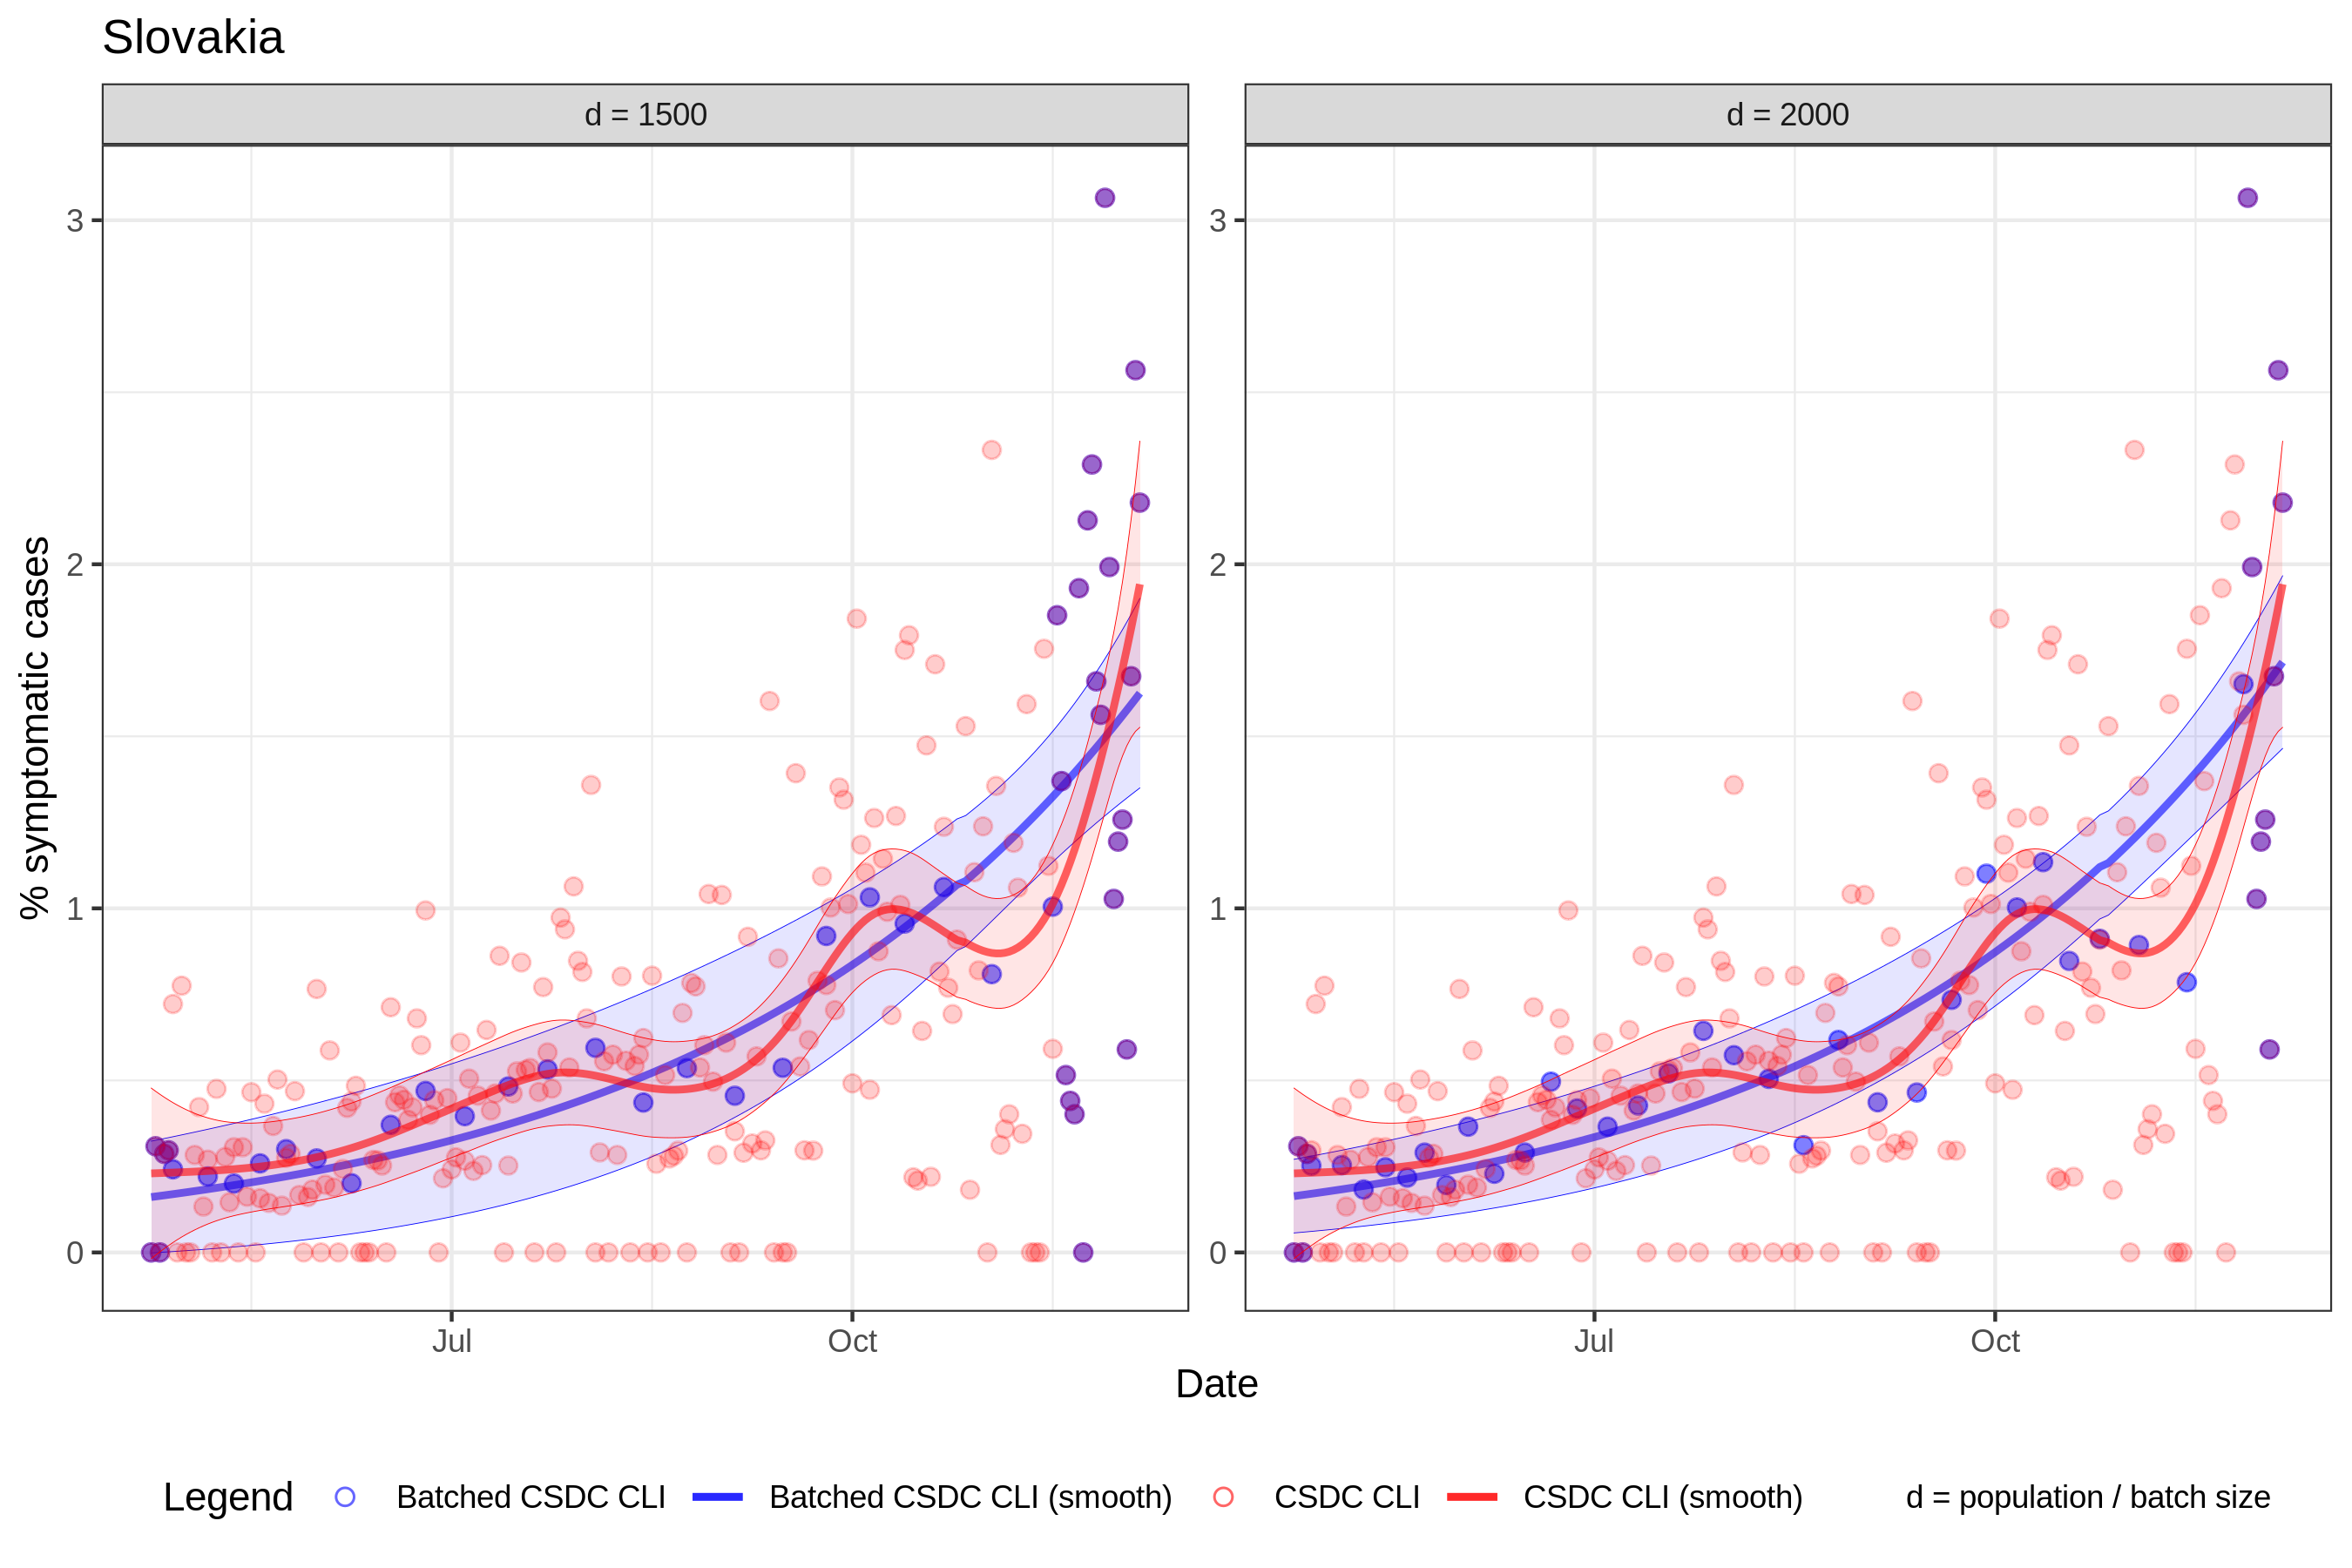 Slovakia
d = 1500
d = 2000
% symptomatic cases
3
2
1
0
3
2
1
0
Jul
Oct
Jul
Oct
Date
Legend
Batched CSDC CLI
Batched CSDC CLI (smooth)
CSDC CLI
CSDC CLI (smooth)
d = population / batch size